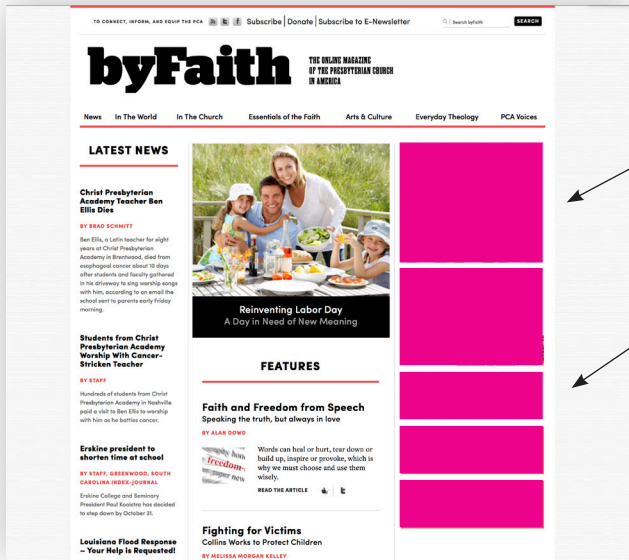 TO CONNECT, INFORM, AND EQUIP THE PCA
Subscribe | Donate | Subscribe to E-Newsletter
Search byFaith
SEARCH
byFaith
THE ONLINE MAGAZINE
OF THE PRESBYTERIAN CHURCH
IN AMERICA
News In The World In The Church Essentials of the Faith Arts & Culture Everyday Theology PCA Voices
LATEST NEWS
Christ Presbyterian
Academy Teacher Ben
Ellis Dies
BY BRAD SCHMITT
Ben Ellis, a Latin teacher for eight
years at Christ Presbyterian
Academy in Brentwood, died from
esophageal cancer about 10 days
after students and faculty gathered
in his driveway to sing worship songs
with him, according to an email the
school sent to parents early Friday
morning.
Students from Christ
Presbyterian Academy
Worship With Cancer-
Stricken Teacher
BY STAFF
Hundreds of students from Christ
Presbyterian Academy in Nashville
paid a visit to Ben Ellis to worship
with him as he battles cancer.
Erskine president to
shorten time at school
BY STAFF, GREENWOOD, SOUTH
CAROLINA INDEX-JOURNAL
Erskine College and Seminary
President Paul Kooistra has decided
to step down by October 31.
Louisiana Flood Response
– Your Help is Requested!
Reinventing Labor Day
A Day in Need of New Meaning
FEATURES
Faith and Freedom from Speech
Speaking the truth, but always in love
BY ALAN DOWD
freedom
Words can heal or hurt, tear down or
build up, inspire or provoke, which is
why we must choose and use them
wisely.
READ THE ARTICLE
Fighting for Victims
Collins Works to Protect Children
BY MELISSA MORGAN KELLEY